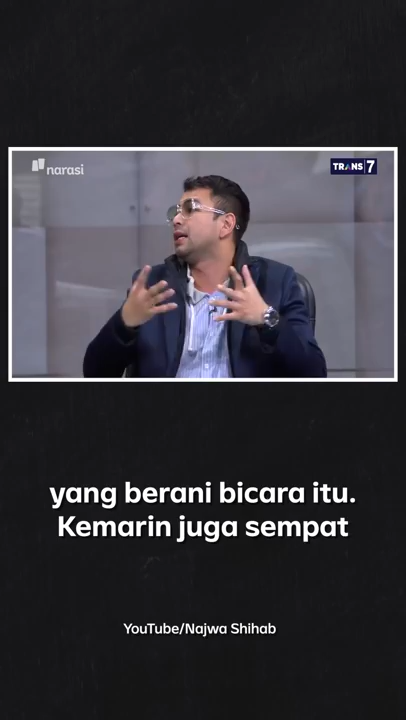 narasi
TRANS 7
yang berani bicara itu.
Kemarin juga sempat
YouTube/Najwa Shihab